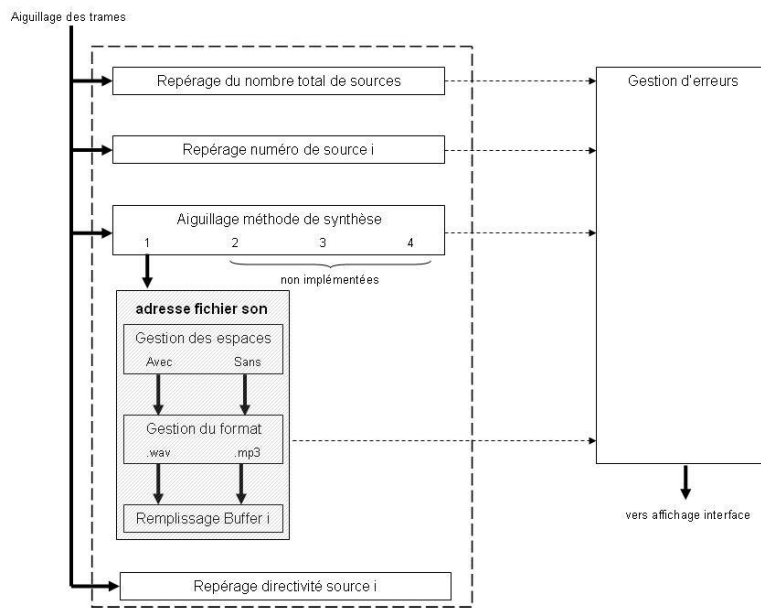 Aiguillage des trames
Repérage du nombre total de sources
Gestion d'erreurs
Repérage numéro de source i
Aiguillage méthode de synthèse
1 2 3 4
non implémentées
adresse fichier son
Gestion des espaces
Avec Sans
Gestion du format
.wav .mp3
Remplissage Buffer i
vers affichage interface
Repérage directivité source i